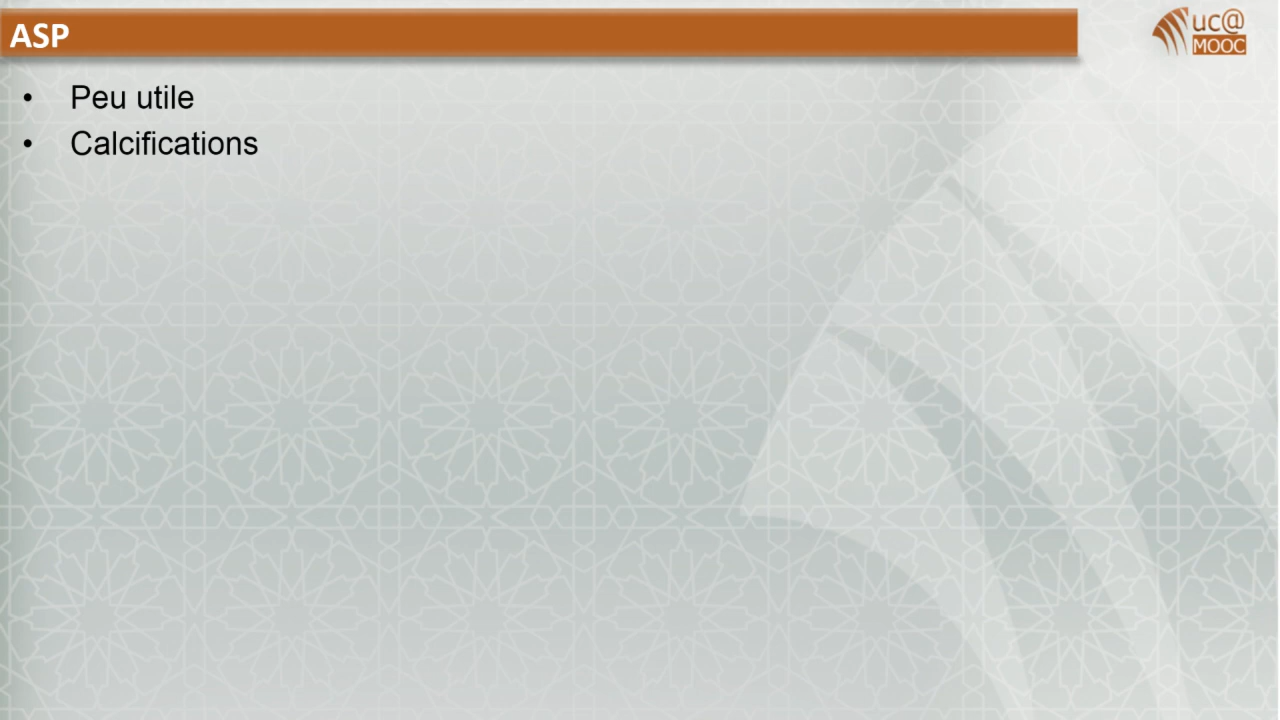 ASP
uc@
MOOC
• Peu utile
• Calcifications